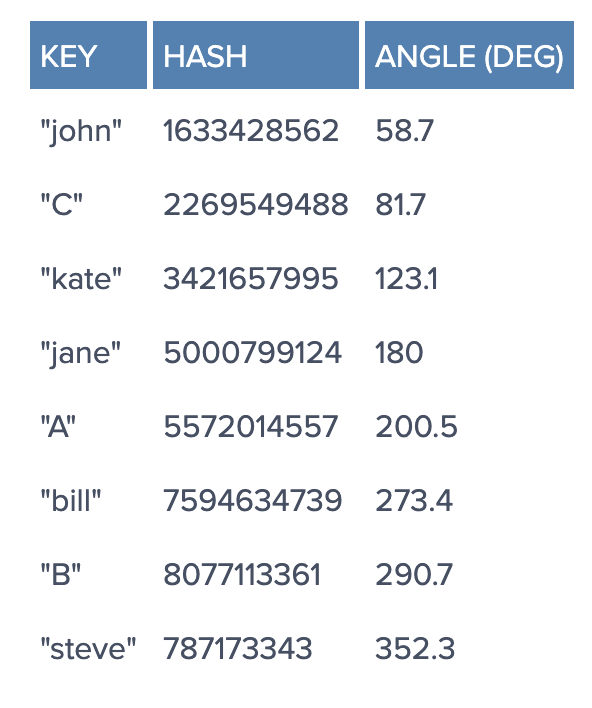 KEY HASH ANGLE (DEG)
"john" 1633428562 58.7
"C" 2269549488 81.7
"kate" 3421657995 123.1
"jane" 5000799124 180
"A" 5572014557 200.5
"bill" 7594634739 273.4
"B" 8077113361 290.7
"steve" 787173343 352.3